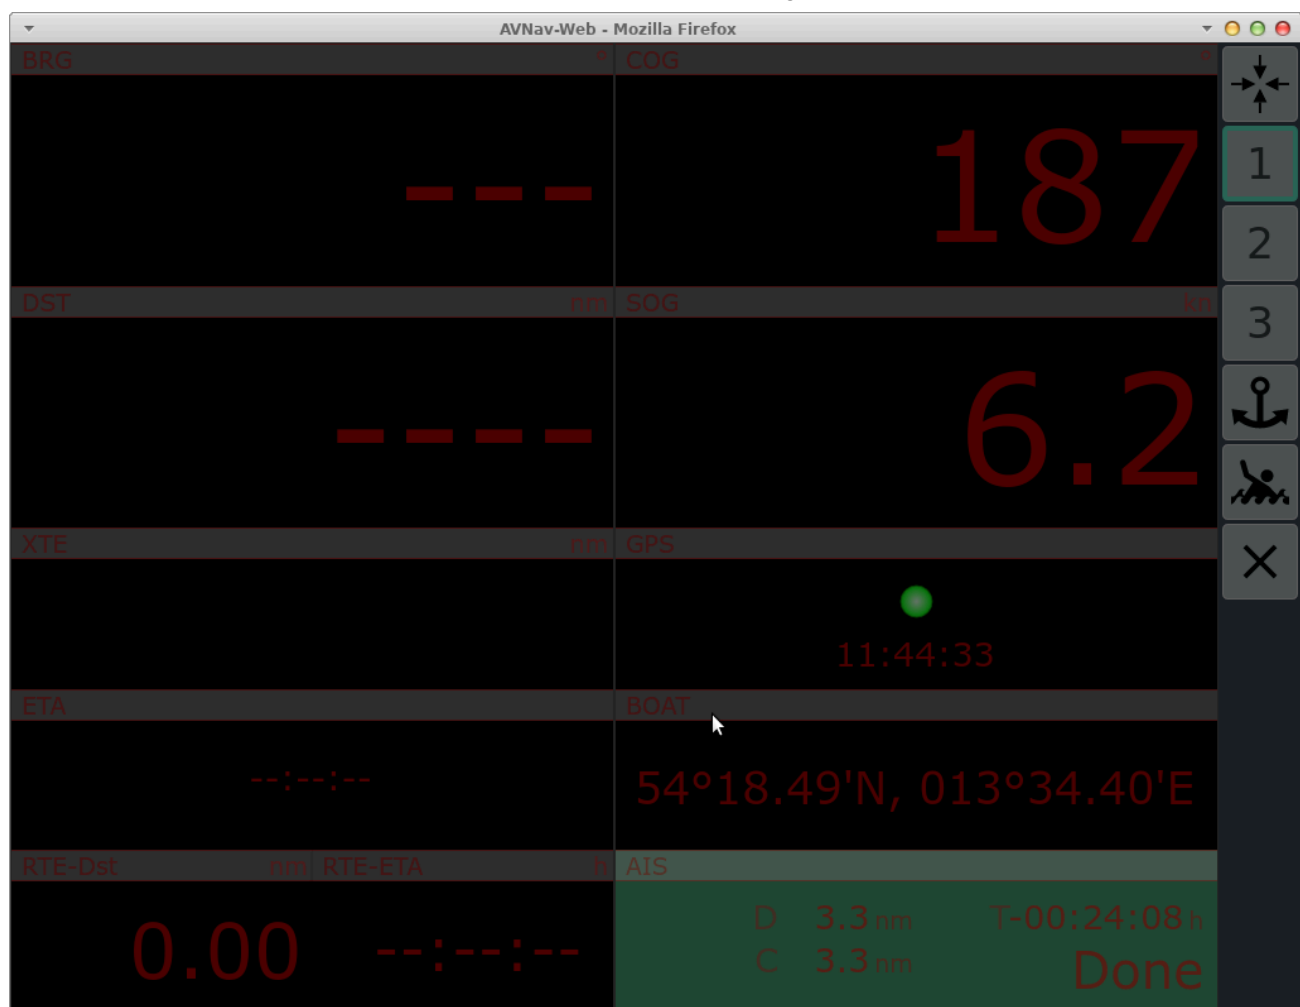 AVNav-Web - Mozilla Firefox
BRG °
---
COG °
187
DST nm
----
SOG kn
6.2
XTE nm
GPS
11:44:33
ETA
--:--:--
BOAT
54°18.49'N, 013°34.40'E
RTE-Dst nm
0.00
RTE-ETA h
--:--:--
AIS
D 3.3 nm T-00:24:08 h
C 3.3 nm Done
1
2
3